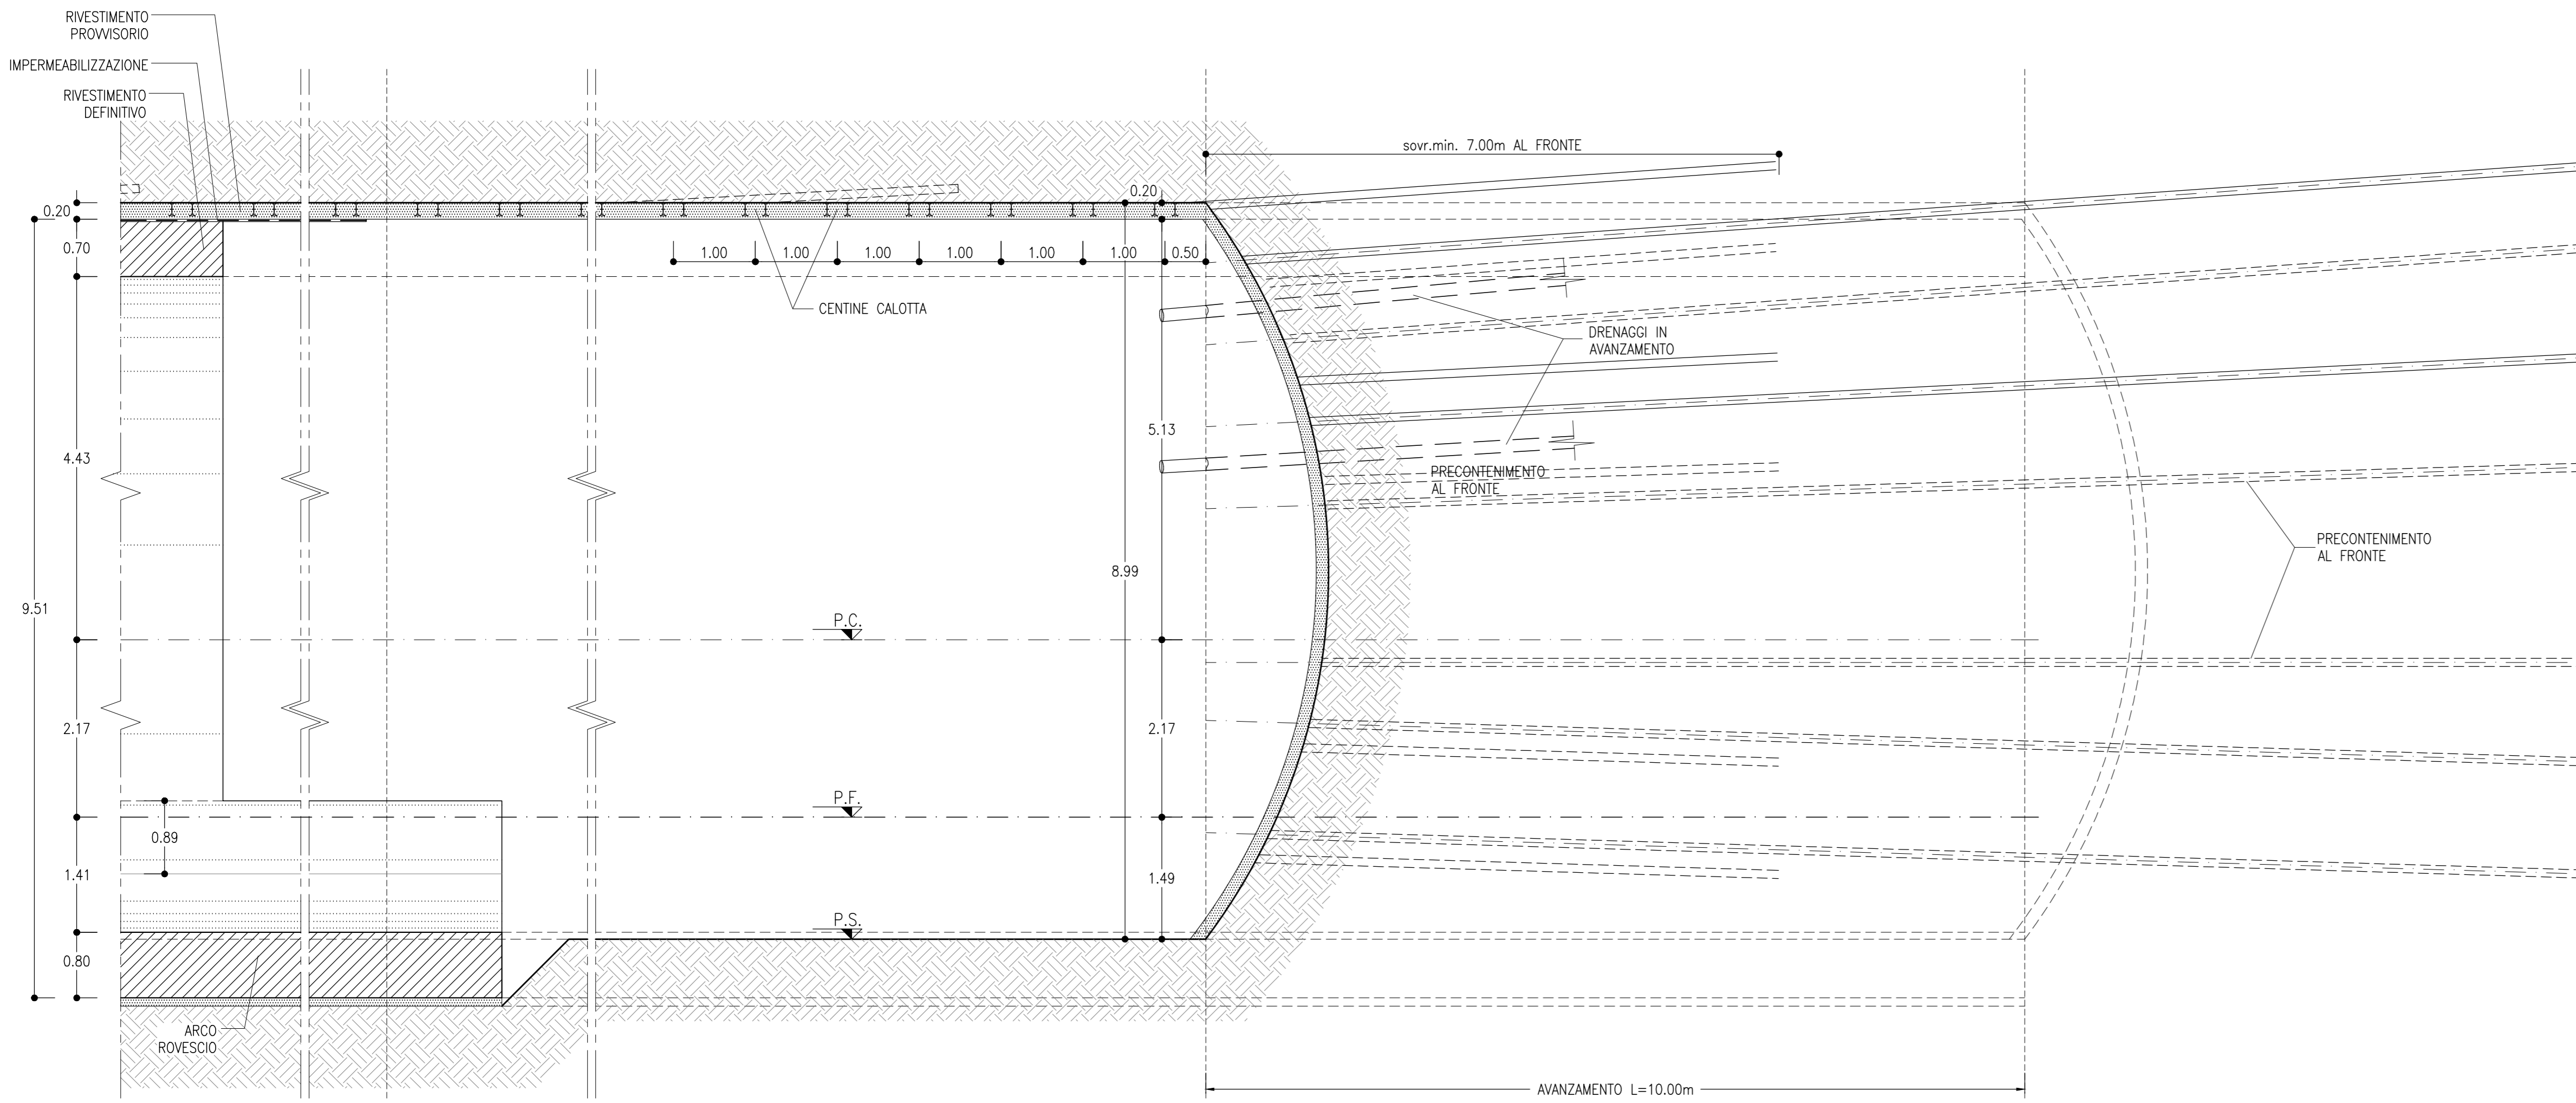 RIVESTIMENTO
PROVVISORIO
IMPERMEABILIZZAZIONE
RIVESTIMENTO
DEFINITIVO
sovr.min. 7.00m AL FRONTE
0.20
0.20
0.70
1.00
1.00
1.00
1.00
1.00
1.00
0.50
CENTINE CALOTTA
DRENAGGI IN
AVANZAMENTO
5.13
4.43
PRECONTENIMENTO
AL FRONTE
PRECONTENIMENTO
AL FRONTE
8.99
9.51
P.C.
2.17
2.17
P.F.
0.89
1.41
1.49
P.S.
0.80
ARCO
ROVESCIO
AVANZAMENTO L=10.00m